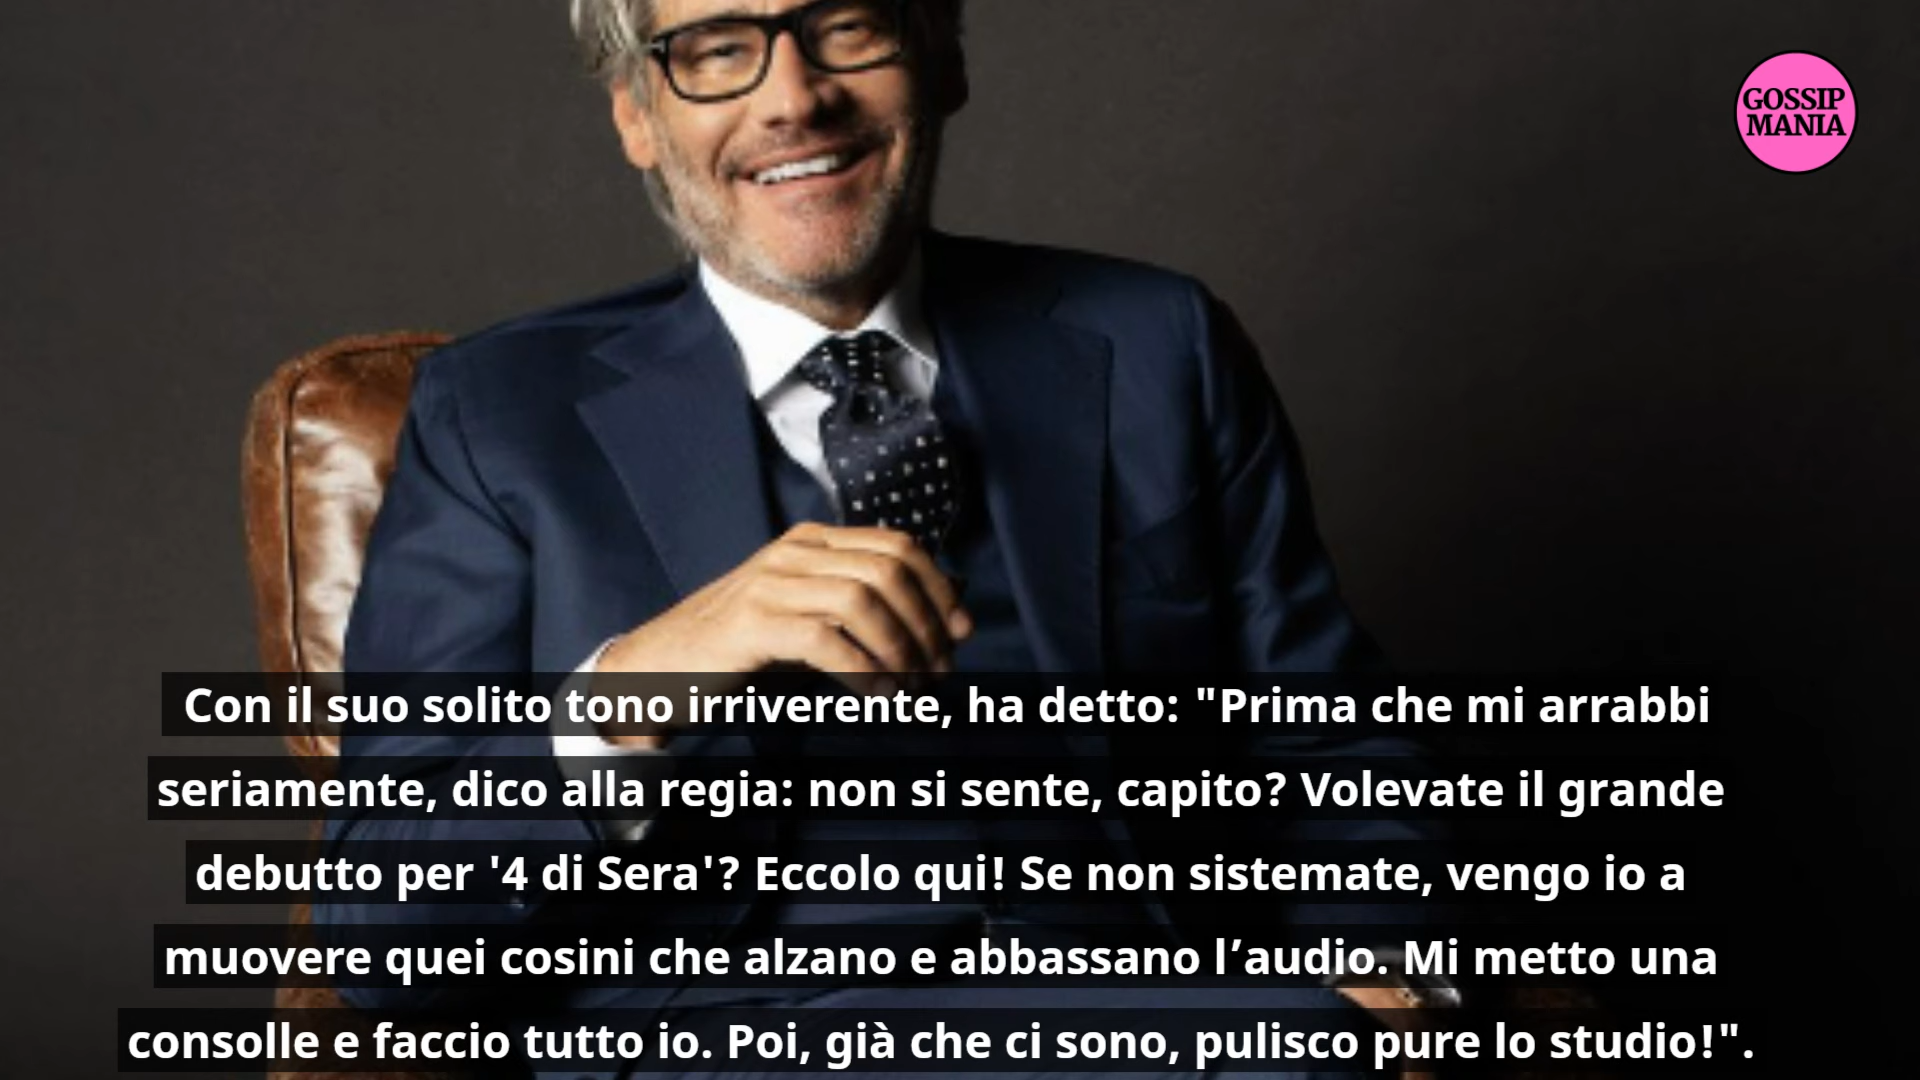 GOSSIP
MANIA
Con il suo solito tono irriverente, ha detto: "Prima che mi arrabbi
seriamente, dico alla regia: non si sente, capito? Volevate il grande
debutto per '4 di Sera'? Eccolo qui! Se non sistemate, vengo io a
muovere quei cosini che alzano e abbassano l’audio. Mi metto una
consolle e faccio tutto io. Poi, già che ci sono, pulisco pure lo studio!".